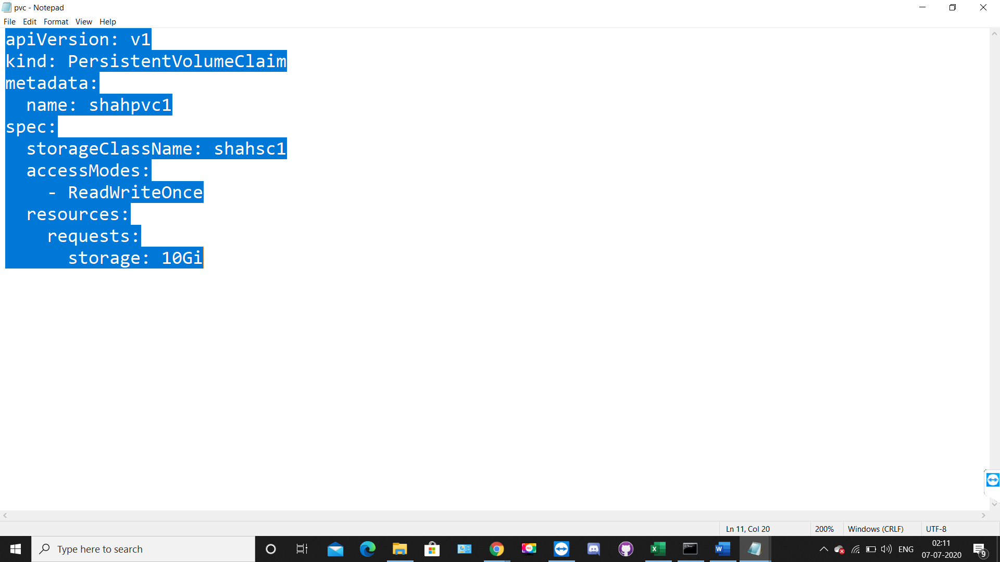 pvc - Notepad
File Edit Format View Help
apiVersion: v1
kind: PersistentVolumeClaim
metadata:
  name: shahpvc1
spec:
  storageClassName: shahsc1
  accessModes:
    - ReadWriteOnce
  resources:
    requests:
      storage: 10Gi
Ln 11, Col 20 200% Windows (CRLF) UTF-8
Type here to search
ENG
02:11
07-07-2020
9